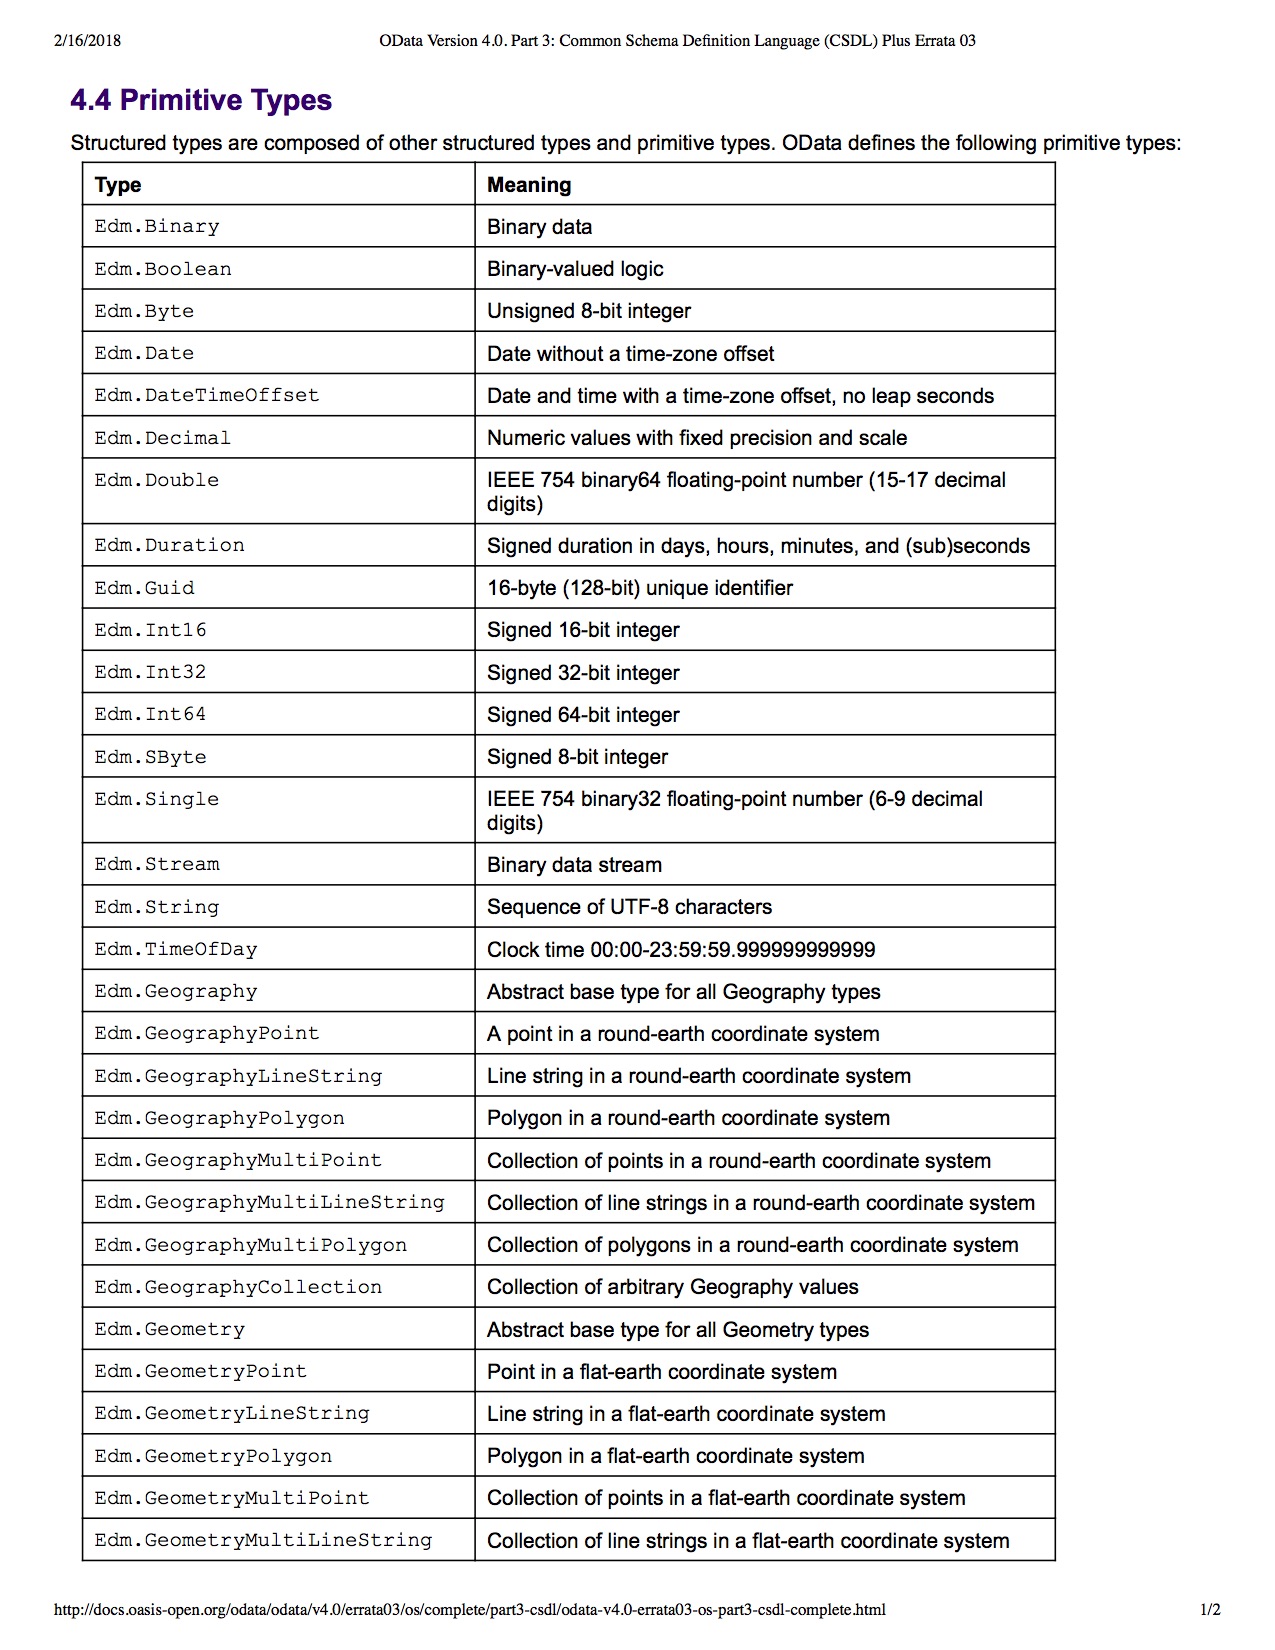 2/16/2018 OData Version 4.0. Part 3: Common Schema Definition Language (CSDL) Plus Errata 03
4.4 Primitive Types
Structured types are composed of other structured types and primitive types. OData defines the following primitive types:
Type Meaning
Edm.Binary Binary data
Edm.Boolean Binary-valued logic
Edm.Byte Unsigned 8-bit integer
Edm.Date Date without a time-zone offset
Edm.DateTimeOffset Date and time with a time-zone offset, no leap seconds
Edm.Decimal Numeric values with fixed precision and scale
Edm.Double IEEE 754 binary64 floating-point number (15-17 decimal
digits)
Edm.Duration Signed duration in days, hours, minutes, and (sub)seconds
Edm.Guid 16-byte (128-bit) unique identifier
Edm.Int16 Signed 16-bit integer
Edm.Int32 Signed 32-bit integer
Edm.Int64 Signed 64-bit integer
Edm.SByte Signed 8-bit integer
Edm.Single IEEE 754 binary32 floating-point number (6-9 decimal
digits)
Edm.Stream Binary data stream
Edm.String Sequence of UTF-8 characters
Edm.TimeOfDay Clock time 00:00-23:59:59.999999999999
Edm.Geography Abstract base type for all Geography types
Edm.GeographyPoint A point in a round-earth coordinate system
Edm.GeographyLineString Line string in a round-earth coordinate system
Edm.GeographyPolygon Polygon in a round-earth coordinate system
Edm.GeographyMultiPoint Collection of points in a round-earth coordinate system
Edm.GeographyMultiLineString Collection of line strings in a round-earth coordinate system
Edm.GeographyMultiPolygon Collection of polygons in a round-earth coordinate system
Edm.GeographyCollection Collection of arbitrary Geography values
Edm.Geometry Abstract base type for all Geometry types
Edm.GeometryPoint Point in a flat-earth coordinate system
Edm.GeometryLineString Line string in a flat-earth coordinate system
Edm.GeometryPolygon Polygon in a flat-earth coordinate system
Edm.GeometryMultiPoint Collection of points in a flat-earth coordinate system
Edm.GeometryMultiLineString Collection of line strings in a flat-earth coordinate system
http://docs.oasis-open.org/odata/odata/v4.0/errata03/os/complete/part3-csdl/odata-v4.0-errata03-os-part3-csdl-complete.html 1/2